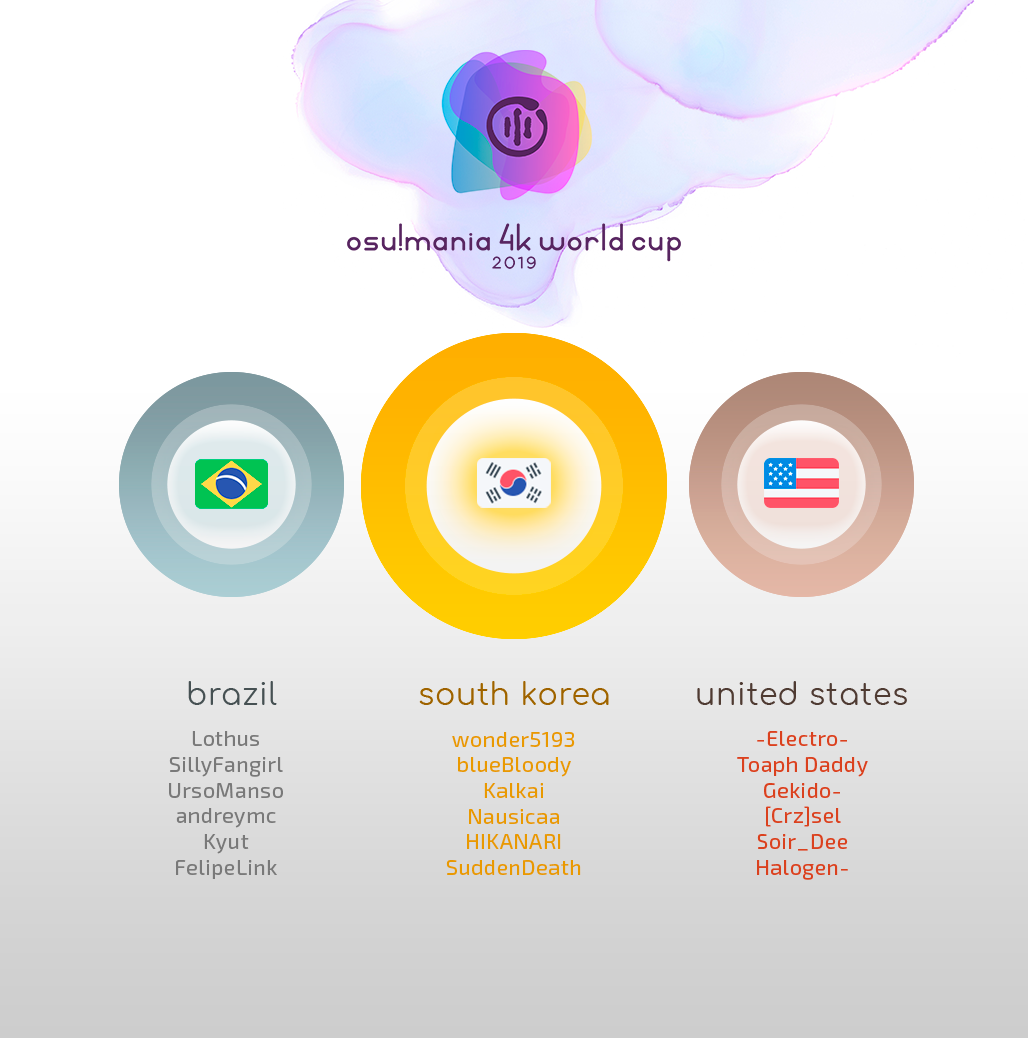 osu!mania 4k world cup
2019
brazil
Lothus
SillyFangirl
UrsoManso
andreymc
Kyut
FelipeLink
south korea
wonder5193
blueBloody
Kalkai
Nausicaa
HIKANARI
SuddenDeath
united states
-Electro-
Toaph Daddy
Gekido-
[Crz]sel
Soir_Dee
Halogen-